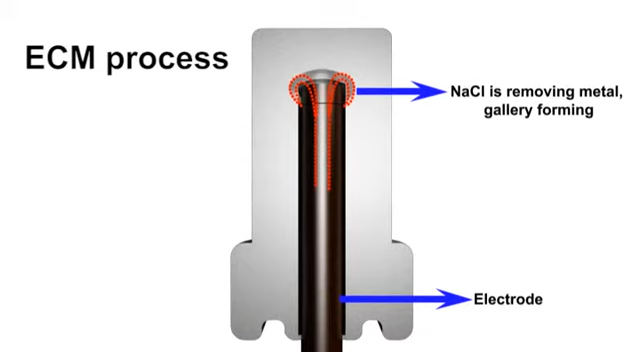 ECM process
NaCl is removing metal,
gallery forming
Electrode